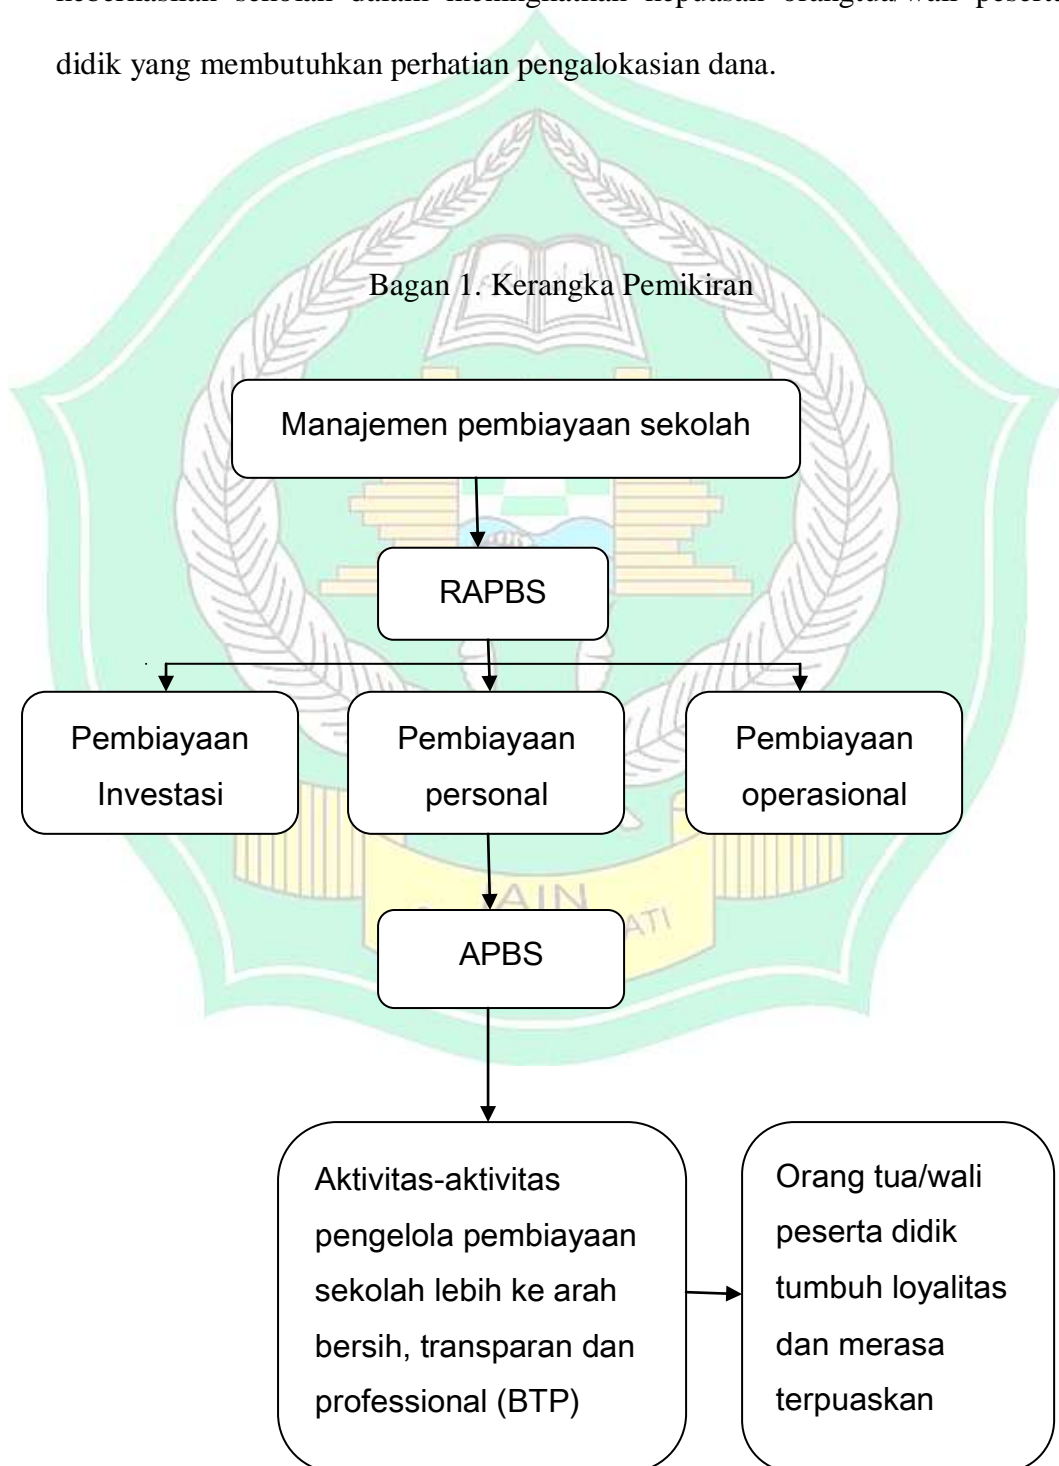 keberhasilan sekolah dalam meningkatkan kepuasan orangtua/wali peserta
didik yang membutuhkan perhatian pengalokasian dana.
Bagan 1. Kerangka Pemikiran
Manajemen pembiayaan sekolah
RAPBS
Pembiayaan
Investasi
Pembiayaan
personal
Pembiayaan
operasional
IAIN
ATI
APBS
Aktivitas-aktivitas
pengelola pembiayaan
sekolah lebih ke arah
bersih, transparan dan
professional (BTP)
Orang tua/wali
peserta didik
tumbuh loyalitas
dan merasa
terpuaskan